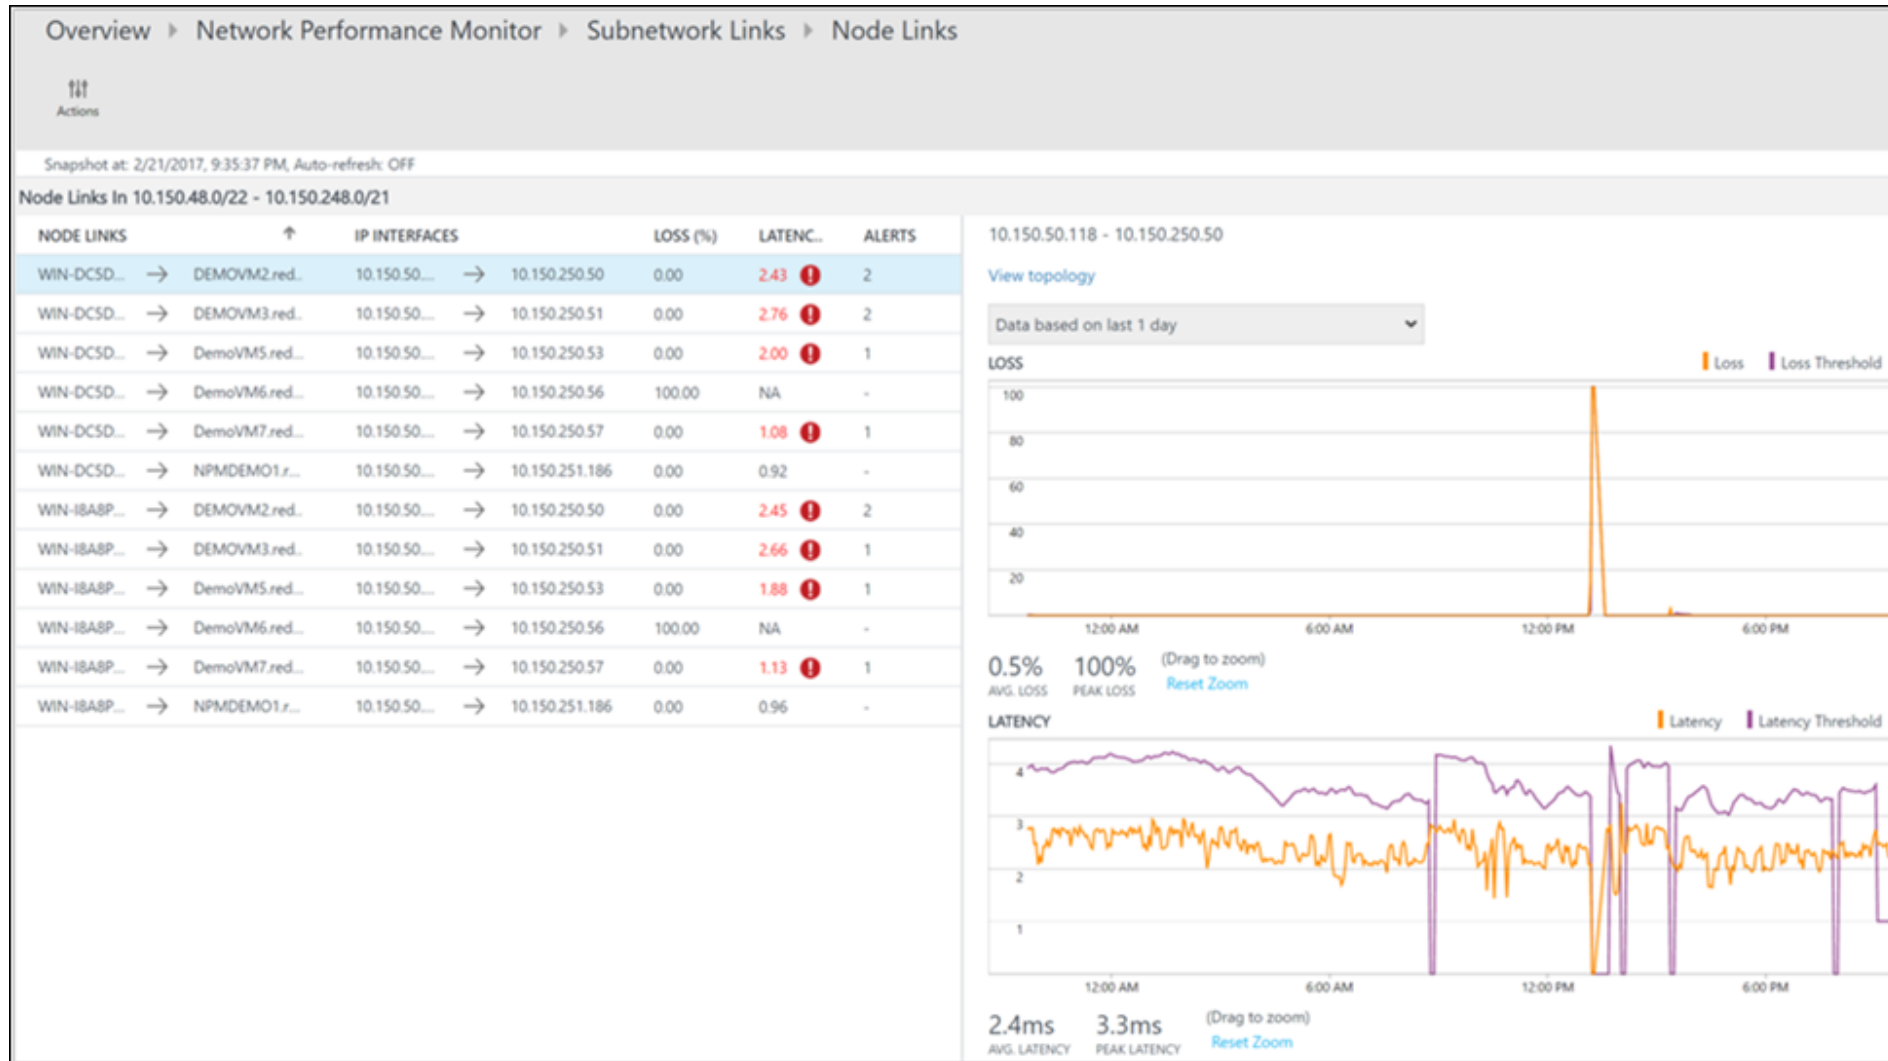 Overview Network Performance Monitor Subnetwork Links Node Links
Actions
Snapshot at: 2/21/2017, 9:35:37 PM, Auto-refresh: OFF
Node Links In 10.150.48.0/22 - 10.150.248.0/21
NODE LINKS IP INTERFACES LOSS (%) LATENC.. ALERTS
WIN-DC5D... → DEMOVM2.red.. 10.150.50.... → 10.150.250.50 0.00 2.43 2
WIN-DC5D... → DEMOVM3.red.. 10.150.50.... → 10.150.250.51 0.00 2.76 2
WIN-DC5D... → DemoVM5.red... 10.150.50.... → 10.150.250.53 0.00 2.00 1
WIN-DC5D... → DemoVM6.red... 10.150.50.... → 10.150.250.56 100.00 NA -
WIN-DC5D... → DemoVM7.red... 10.150.50.... → 10.150.250.57 0.00 1.08 1
WIN-DC5D... → NPMDEMO1.r... 10.150.50.... → 10.150.251.186 0.00 0.92 -
WIN-I8A8P... → DEMOVM2.red.. 10.150.50.... → 10.150.250.50 0.00 2.45 2
WIN-I8A8P... → DEMOVM3.red.. 10.150.50.... → 10.150.250.51 0.00 2.66 1
WIN-I8A8P... → DemoVM5.red... 10.150.50.... → 10.150.250.53 0.00 1.88 1
WIN-I8A8P... → DemoVM6.red... 10.150.50.... → 10.150.250.56 100.00 NA -
WIN-I8A8P... → DemoVM7.red... 10.150.50.... → 10.150.250.57 0.00 1.13 1
WIN-I8A8P... → NPMDEMO1.r... 10.150.50.... → 10.150.251.186 0.00 0.96 -
10.150.50.118 - 10.150.250.50
View topology
Data based on last 1 day
LOSS Loss Loss Threshold
100
80
60
40
20
12:00 AM 6:00 AM 12:00 PM 6:00 PM
0.5% 100% (Drag to zoom)
AVG. LOSS PEAK LOSS Reset Zoom
LATENCY Latency Latency Threshold
4
3
2
1
12:00 AM 6:00 AM 12:00 PM 6:00 PM
2.4ms 3.3ms (Drag to zoom)
AVG. LATENCY PEAK LATENCY Reset Zoom